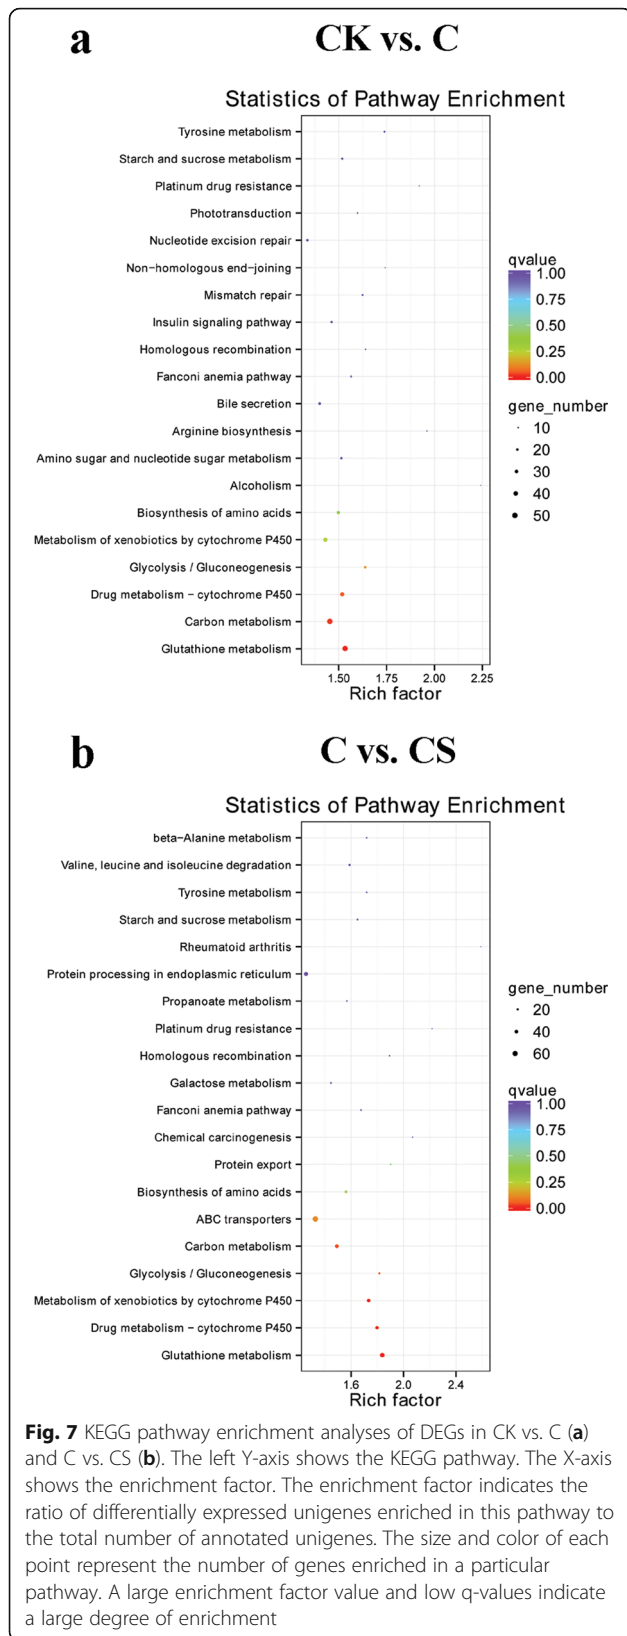 a
CK vs. C
Statistics of Pathway Enrichment
Tyrosine metabolism
Starch and sucrose metabolism
Platinum drug resistance
Phototransduction
Nucleotide excision repair
Non−homologous end−joining
Mismatch repair
Insulin signaling pathway
Homologous recombination
Fanconi anemia pathway
Bile secretion
Arginine biosynthesis
Amino sugar and nucleotide sugar metabolism
Alcoholism
Biosynthesis of amino acids
Metabolism of xenobiotics by cytochrome P450
Glycolysis / Gluconeogenesis
Drug metabolism − cytochrome P450
Carbon metabolism
Glutathione metabolism
1.50 1.75 2.00 2.25
Rich factor
qvalue
1.00
0.75
0.50
0.25
0.00
gene_number
10
20
30
40
50
b
C vs. CS
Statistics of Pathway Enrichment
beta−Alanine metabolism
Valine, leucine and isoleucine degradation
Tyrosine metabolism
Starch and sucrose metabolism
Rheumatoid arthritis
Protein processing in endoplasmic reticulum
Propanoate metabolism
Platinum drug resistance
Homologous recombination
Galactose metabolism
Fanconi anemia pathway
Chemical carcinogenesis
Protein export
Biosynthesis of amino acids
ABC transporters
Carbon metabolism
Glycolysis / Gluconeogenesis
Metabolism of xenobiotics by cytochrome P450
Drug metabolism − cytochrome P450
Glutathione metabolism
1.6 2.0 2.4
Rich factor
gene_number
20
40
60
qvalue
1.00
0.75
0.50
0.25
0.00
Fig. 7 KEGG pathway enrichment analyses of DEGs in CK vs. C (a)
and C vs. CS (b). The left Y-axis shows the KEGG pathway. The X-axis
shows the enrichment factor. The enrichment factor indicates the
ratio of differentially expressed unigenes enriched in this pathway to
the total number of annotated unigenes. The size and color of each
point represent the number of genes enriched in a particular
pathway. A large enrichment factor value and low q-values indicate
a large degree of enrichment